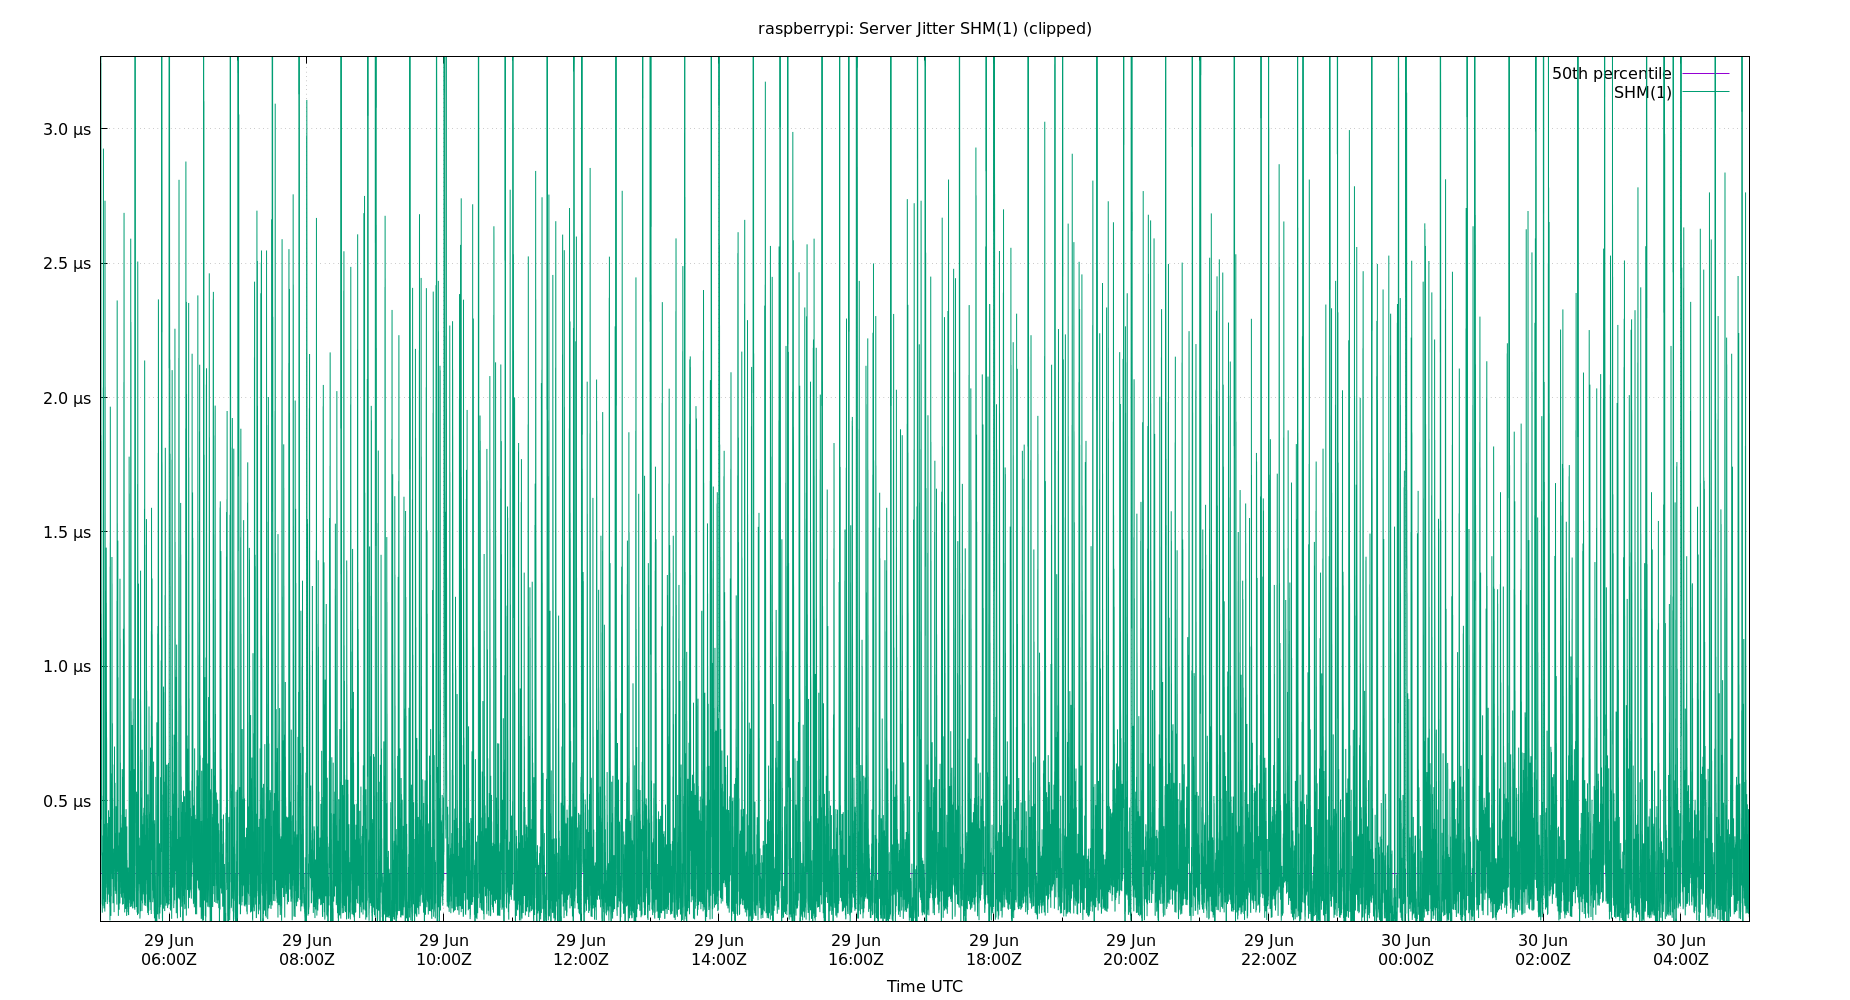 raspberrypi: Server Jitter SHM(1) (clipped)
50th percentile
SHM(1)
3.0 µs
2.5 µs
2.0 µs
1.5 µs
1.0 µs
0.5 µs
29 Jun 29 Jun 29 Jun 29 Jun 29 Jun 29 Jun 29 Jun 29 Jun 29 Jun 30 Jun 30 Jun 30 Jun
06:00Z 08:00Z 10:00Z 12:00Z 14:00Z 16:00Z 18:00Z 20:00Z 22:00Z 00:00Z 02:00Z 04:00Z
Time UTC